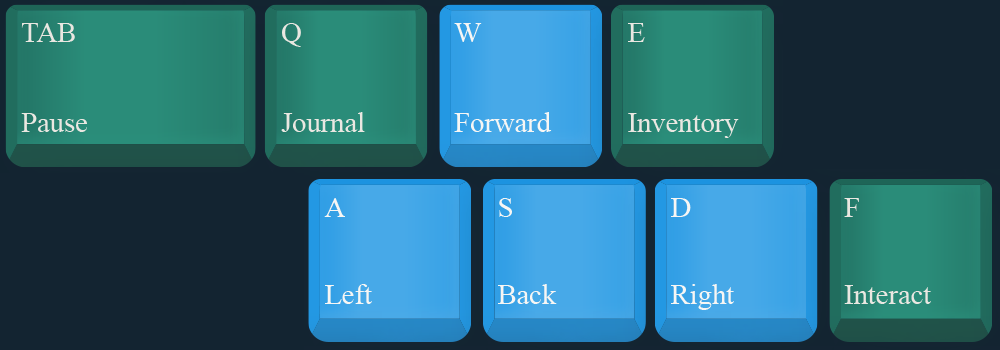 TAB
Pause
Q
Journal
W
Forward
E
Inventory
A
Left
S
Back
D
Right
F
Interact